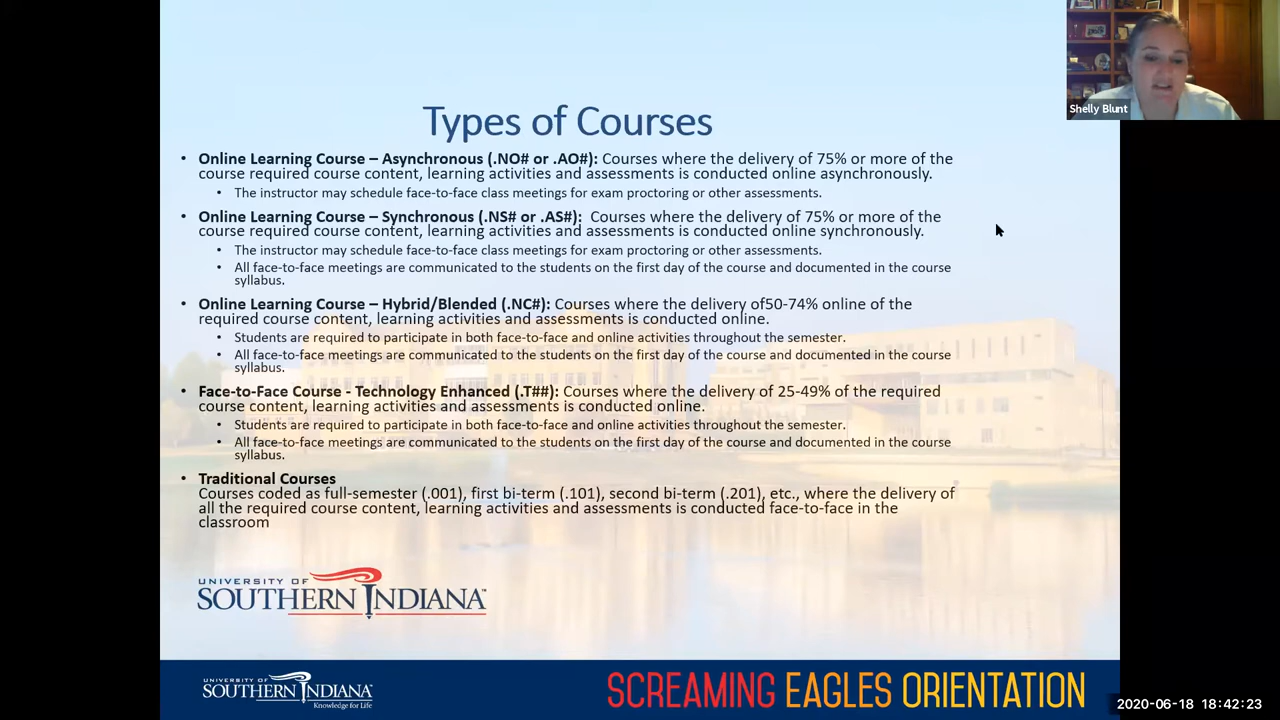 Shelly Blunt
Types of Courses
• Online Learning Course – Asynchronous (.NO# or .AO#): Courses where the delivery of 75% or more of the
course required course content, learning activities and assessments is conducted online asynchronously.
• The instructor may schedule face-to-face class meetings for exam proctoring or other assessments.
• Online Learning Course – Synchronous (.NS# or .AS#): Courses where the delivery of 75% or more of the
course required course content, learning activities and assessments is conducted online synchronously.
• The instructor may schedule face-to-face class meetings for exam proctoring or other assessments.
• All face-to-face meetings are communicated to the students on the first day of the course and documented in the course
syllabus.
• Online Learning Course – Hybrid/Blended (.NC#): Courses where the delivery of50-74% online of the
required course content, learning activities and assessments is conducted online.
• Students are required to participate in both face-to-face and online activities throughout the semester.
• All face-to-face meetings are communicated to the students on the first day of the course and documented in the course
syllabus.
• Face-to-Face Course - Technology Enhanced (.T##): Courses where the delivery of 25-49% of the required
course content, learning activities and assessments is conducted online.
• Students are required to participate in both face-to-face and online activities throughout the semester.
• All face-to-face meetings are communicated to the students on the first day of the course and documented in the course
syllabus.
• Traditional Courses
Courses coded as full-semester (.001), first bi-term (.101), second bi-term (.201), etc., where the delivery of
all the required course content, learning activities and assessments is conducted face-to-face in the
classroom
UNIVERSITY OF
SOUTHERN INDIANA™
UNIVERSITY OF
SOUTHERN INDIANA
Knowledge for Life
SCREAMING EAGLES ORIENTATION
2020-06-18 18:42:23